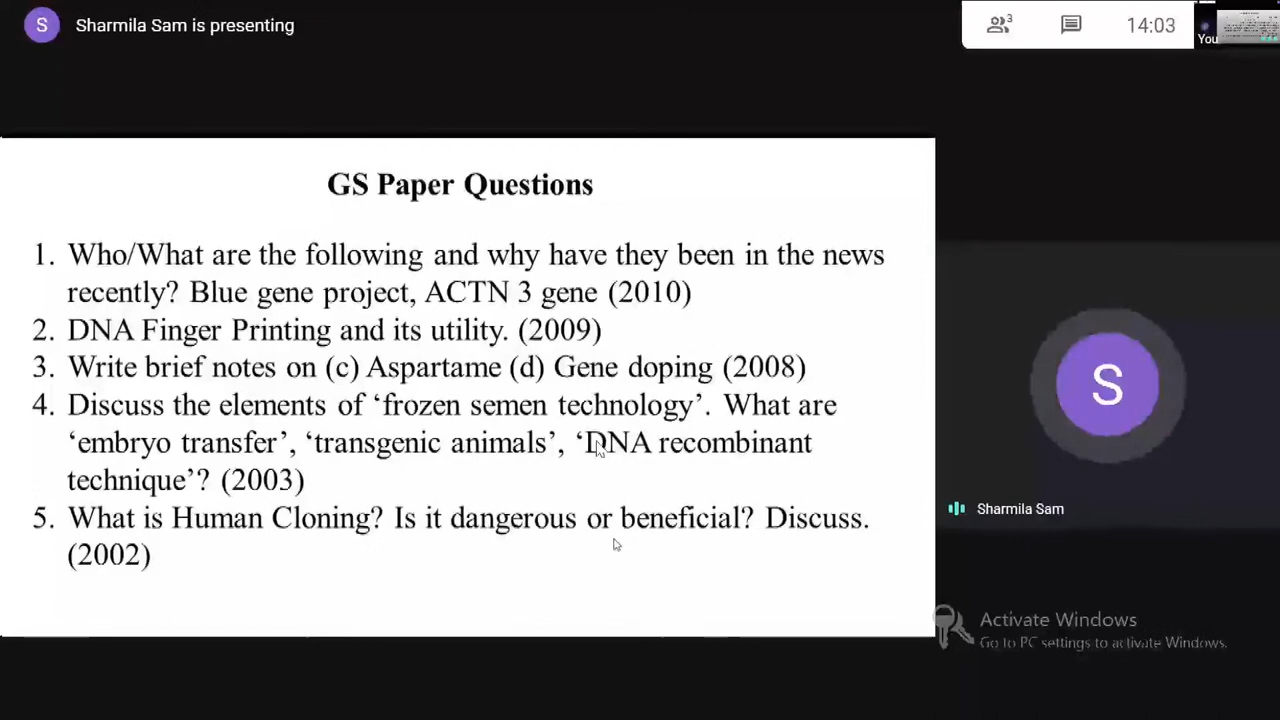 S
Sharmila Sam is presenting
3
14:03
You
GS Paper Questions
1. Who/What are the following and why have they been in the news
recently? Blue gene project, ACTN 3 gene (2010)
2. DNA Finger Printing and its utility. (2009)
3. Write brief notes on (c) Aspartame (d) Gene doping (2008)
4. Discuss the elements of ‘frozen semen technology’. What are
‘embryo transfer’, ‘transgenic animals’, ‘DNA recombinant
technique’? (2003)
5. What is Human Cloning? Is it dangerous or beneficial? Discuss.
(2002)
S
Sharmila Sam
Activate Windows
Go to PC settings to activate Windows.